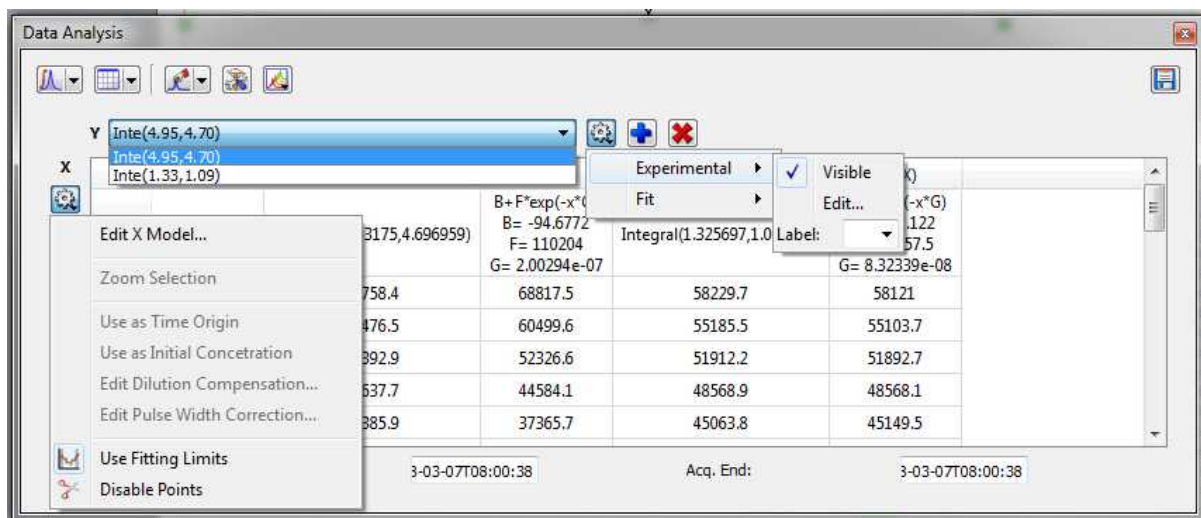 Data Analysis
Y Inte(4.95,4.70)
Inte(4.95,4.70)
Inte(1.33,1.09)
X
Experimental
Fit
Visible
Edit...
Label:
X)
B+F*exp(-x*
B= -94.6772
F= 110204
G= 2.00294e-07
3175,4.696959)
Integral(1.325697,1.0
(-x*G)
.122
57.5
G= 8.32339e-08
758.4 68817.5 58229.7 58121
476.5 60499.6 55185.5 55103.7
392.9 52326.6 51912.2 51892.7
537.7 44584.1 48568.9 48568.1
385.9 37365.7 45063.8 45149.5
Edit X Model...
Zoom Selection
Use as Time Origin
Use as Initial Concetration
Edit Dilution Compensation...
Edit Pulse Width Correction...
Use Fitting Limits
Disable Points
3-03-07T08:00:38 Acq. End: 3-03-07T08:00:38